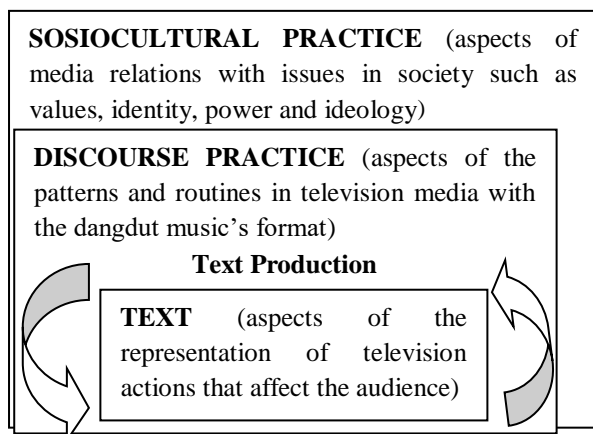 SOSIOCULTURAL PRACTICE (aspects of
media relations with issues in society such as
values, identity, power and ideology)
DISCOURSE PRACTICE (aspects of the
patterns and routines in television media with
the dangdut music’s format)
Text Production
TEXT (aspects of the
representation of television
actions that affect the audience)